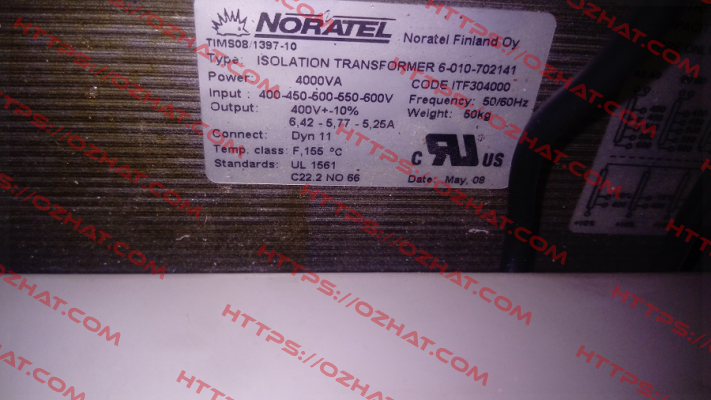 NORATEL
Noratel Finland Oy
TIMS08/1397-10
Type: ISOLATION TRANSFORMER 6-010-702141
Power: 4000VA CODE ITF304000
Input : 400-450-500-550-600V Frequency: 50/60Hz
Output: 400V+-10% Weight: 50kg
6,42 - 5,77 - 5,25A
Connect: Dyn 11
Temp. class: F,155 °C
Standards: UL 1561
C22.2 NO 66
C RU US
Date: May, 08
HTTPS://OZHAT.COM